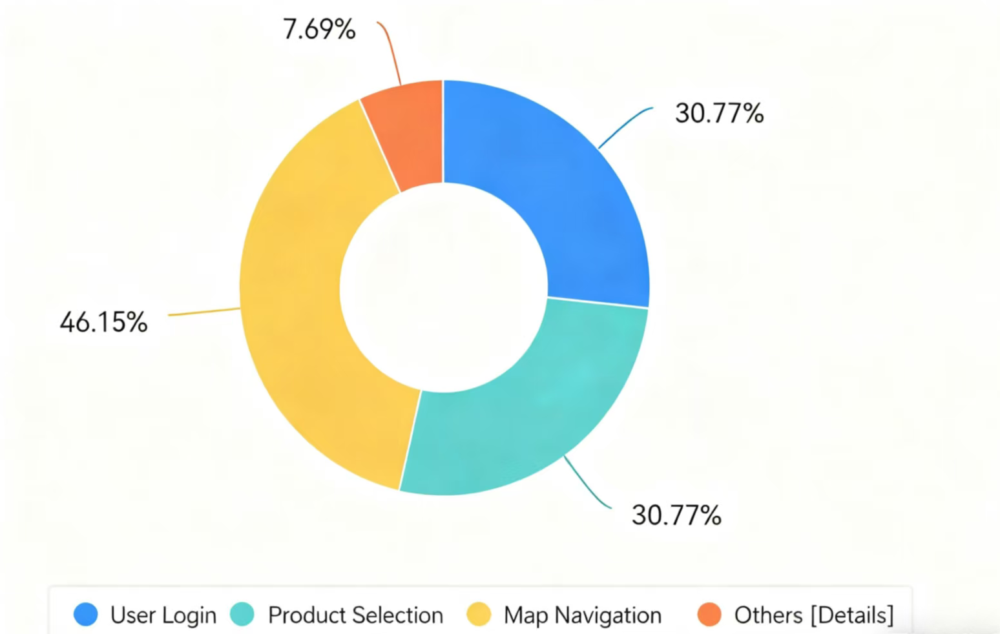 7.69%
30.77%
46.15%
30.77%
User Login Product Selection Map Navigation Others [Details]